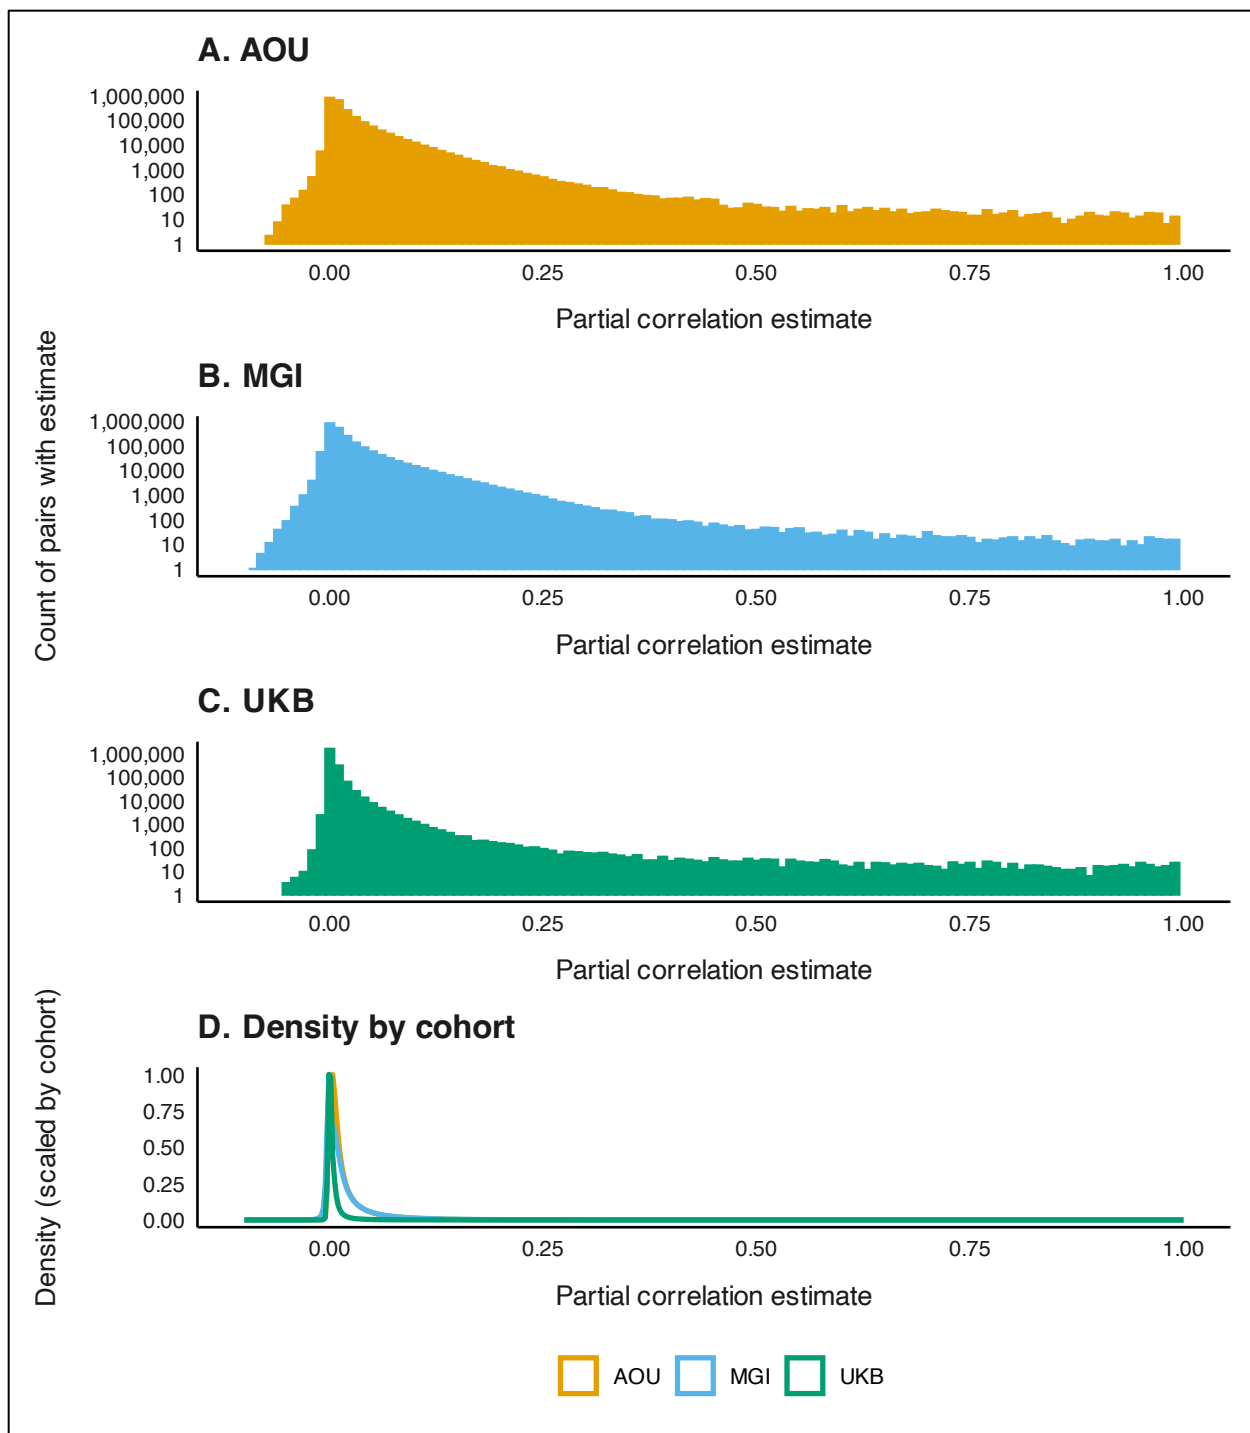 A. AOU
1,000,000
100,000
10,000
1,000
100
10
1
0.00 0.25 0.50 0.75 1.00
Partial correlation estimate
Count of pairs with estimate
B. MGI
1,000,000
100,000
10,000
1,000
100
10
1
0.00 0.25 0.50 0.75 1.00
Partial correlation estimate
C. UKB
1,000,000
100,000
10,000
1,000
100
10
1
0.00 0.25 0.50 0.75 1.00
Partial correlation estimate
Density (scaled by cohort)
D. Density by cohort
1.00
0.75
0.50
0.25
0.00
0.00 0.25 0.50 0.75 1.00
Partial correlation estimate
AOU MGI UKB